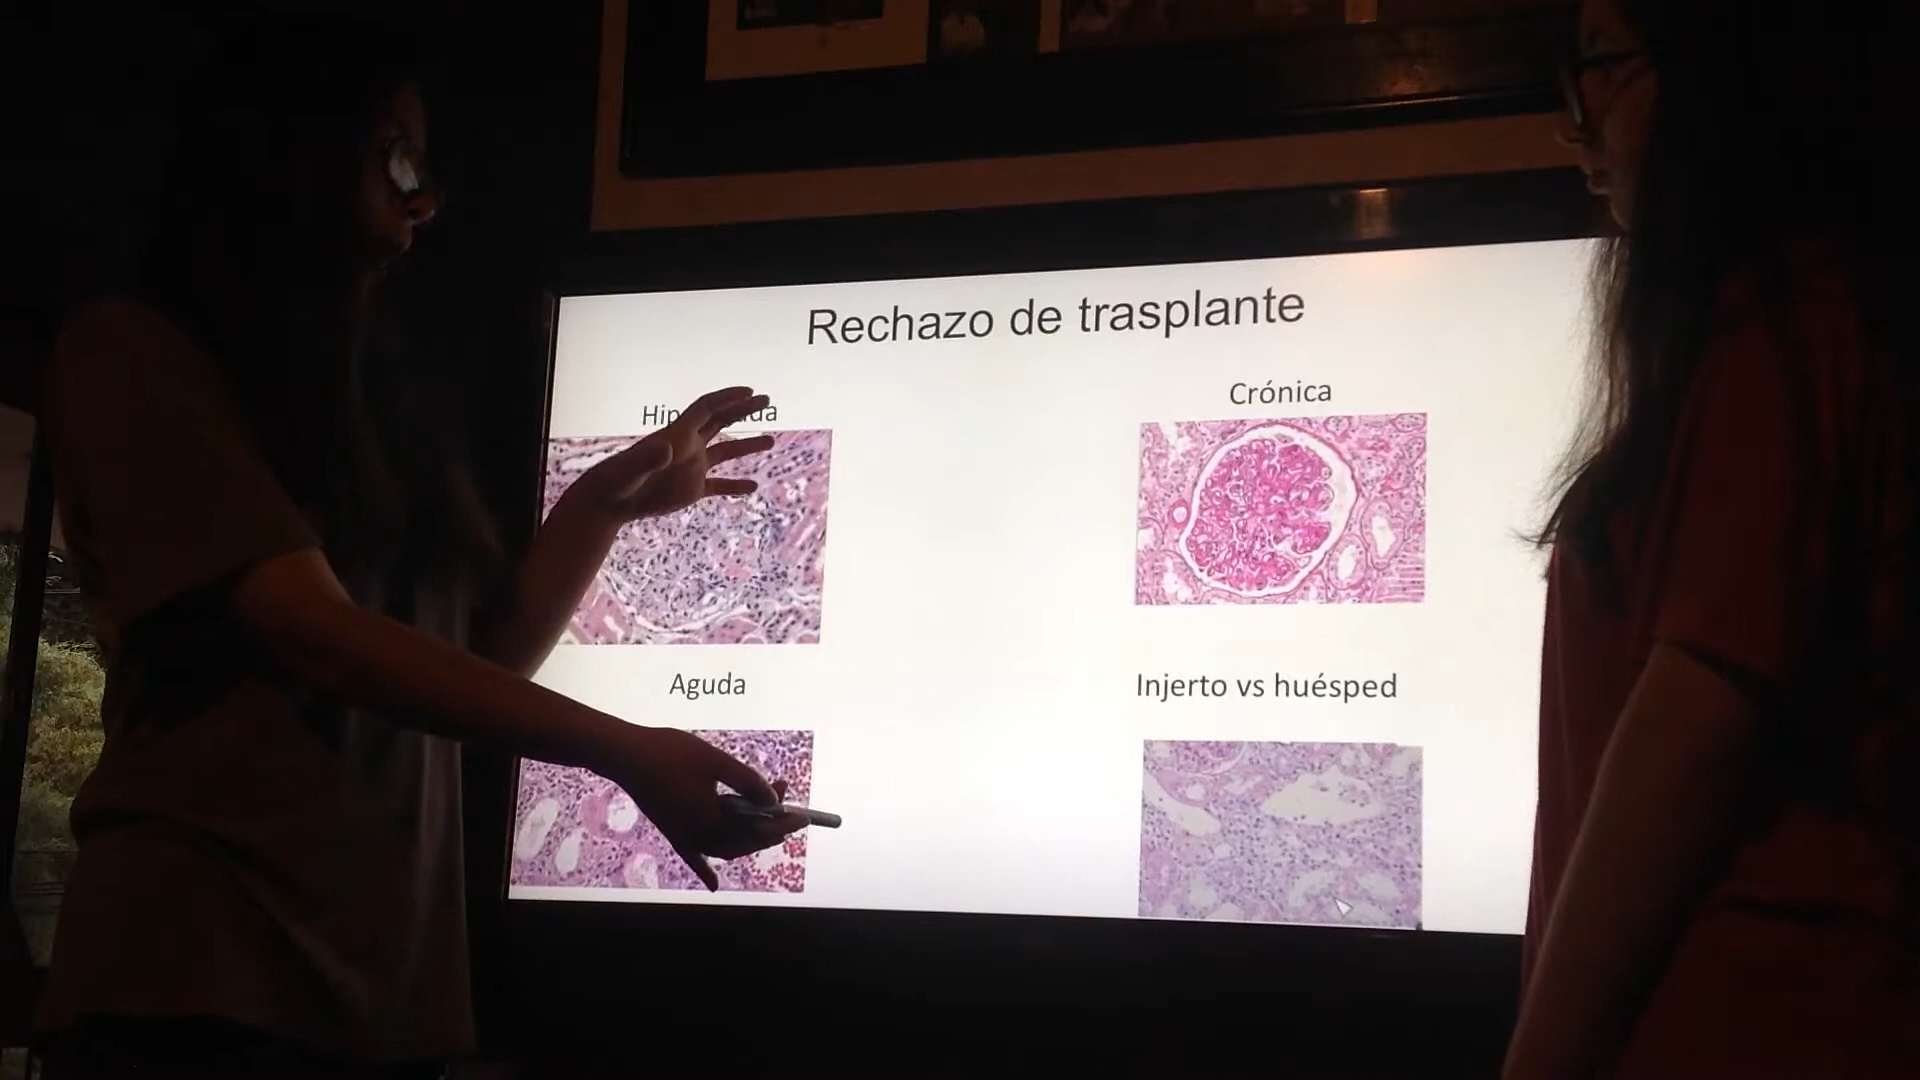 Rechazo de trasplante
Crónica
Aguda
Injerto vs huésped